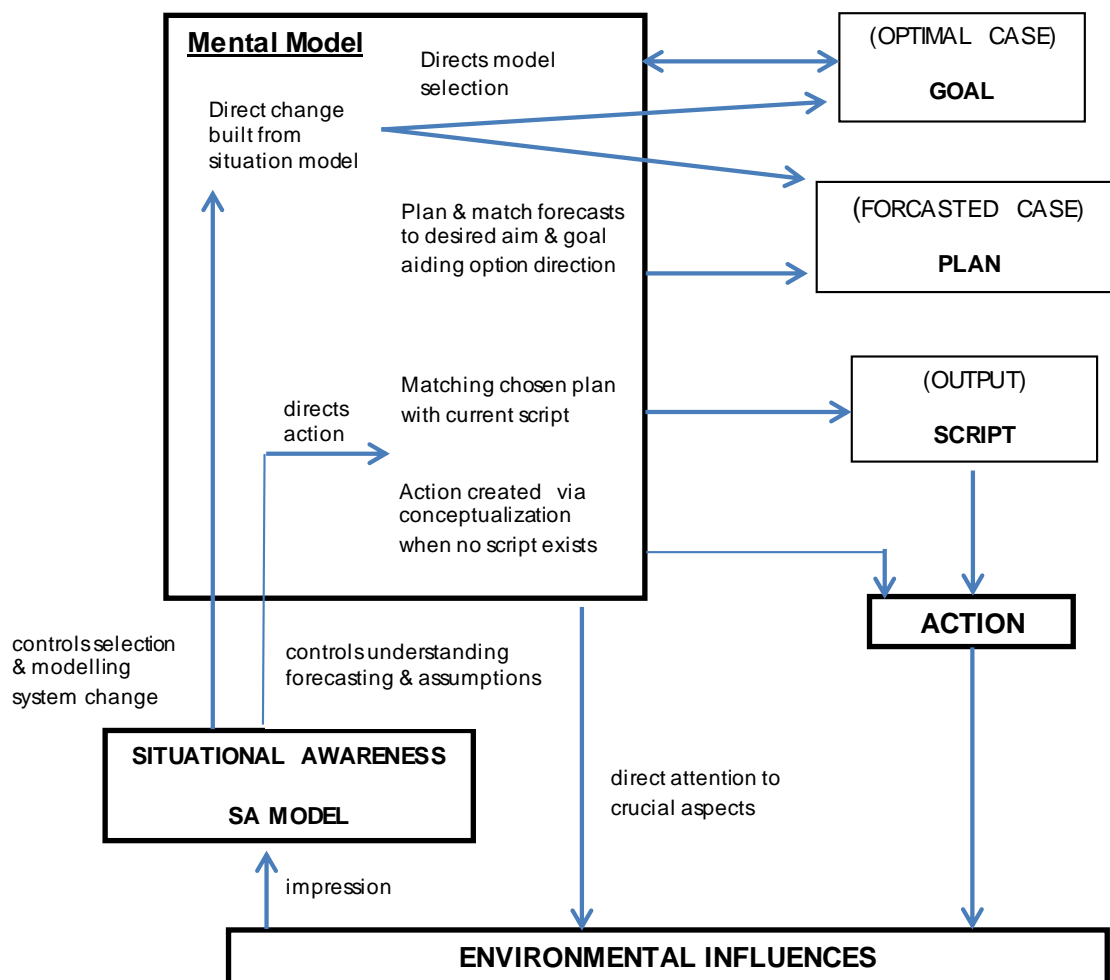 Mental Model
Directs model
selection
Direct change
built from
situation model
Plan & match forecasts
to desired aim & goal
aiding option direction
directs
action
Matching chosen plan
with current script
Action created via
conceptualization
when no script exists
(OPTIMAL CASE)
GOAL
(FORCASTED CASE)
PLAN
(OUTPUT)
SCRIPT
ACTION
controls selection
& modelling
system change
controls understanding
forecasting & assumptions
SITUATIONAL AWARENESS
SA MODEL
direct attention to
crucial aspects
impression
ENVIRONMENTAL INFLUENCES